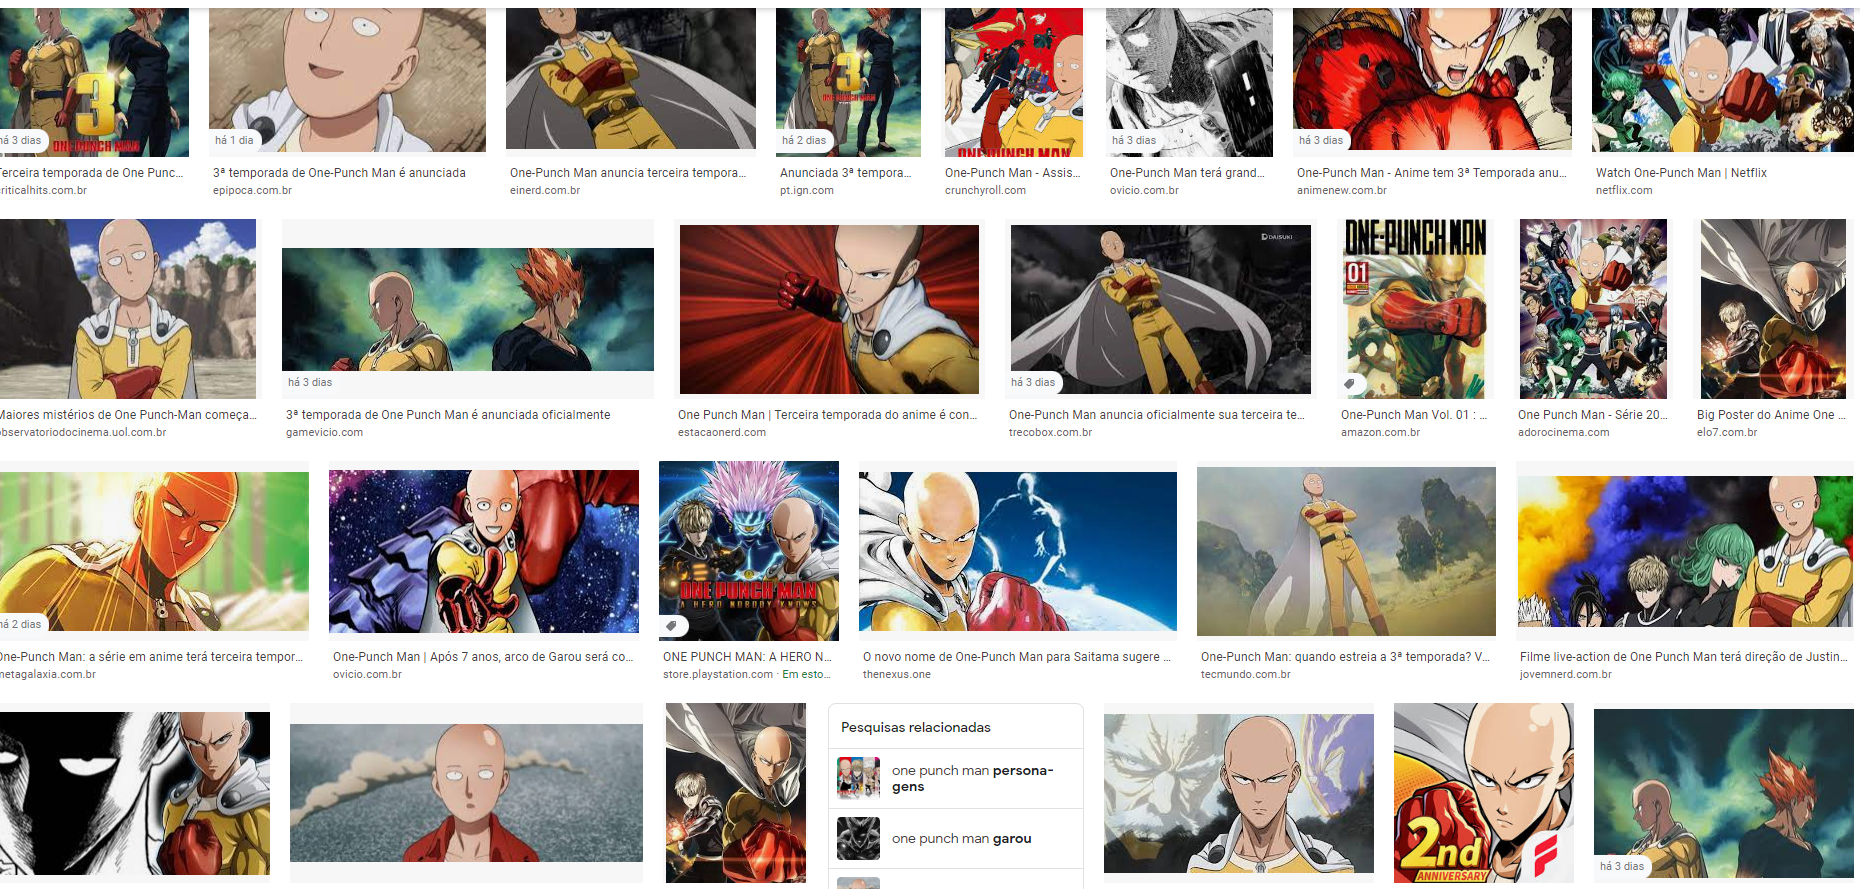 3
ONE PUNCH MAN
há 3 dias
há 1 dia
3
há 2 dias
ONE-PUNCH MAN
há 3 dias
há 3 dias
Terceira temporada de One Punc...
3ª temporada de One-Punch Man é anunciada
One-Punch Man anuncia terceira tempora...
Anunciada 3ª tempora...
One-Punch Man - Assis...
One-Punch Man terá grand...
One-Punch Man - Anime tem 3ª Temporada anu...
Watch One-Punch Man | Netflix
criticalhits.com.br
epipoca.com.br
einerd.com.br
pt.ign.com
crunchyroll.com
ovicio.com.br
animenew.com.br
netflix.com
DAISUKI
ONE-PUNCH MAN
01
há 3 dias
há 3 dias
Maiores mistérios de One Punch-Man começa...
3ª temporada de One Punch Man é anunciada oficialmente
One Punch Man | Terceira temporada do anime é con...
One-Punch Man anuncia oficialmente sua terceira te...
One-Punch Man Vol. 01 : ...
One Punch Man - Série 20...
Big Poster do Anime One ...
observatoriodocinema.uol.com.br
gamevicio.com
estacaonerd.com
trecobox.com.br
amazon.com.br
adorocinema.com
elo7.com.br
há 2 dias
ONE PUNCH MAN
A HERO NOBODY KNOWS
One-Punch Man: a série em anime terá terceira tempor...
One-Punch Man | Após 7 anos, arco de Garou será co...
ONE PUNCH MAN: A HERO N...
O novo nome de One-Punch Man para Saitama sugere ...
One-Punch Man: quando estreia a 3ª temporada? V...
Filme live-action de One Punch Man terá direção de Justin...
metagalaxia.com.br
ovicio.com.br
store.playstation.com · Em esto...
thenexus.one
tecmundo.com.br
jovemnerd.com.br
Pesquisas relacionadas
one punch man persona-
gens
one punch man garou
2nd
ANNIVERSARY
há 3 dias